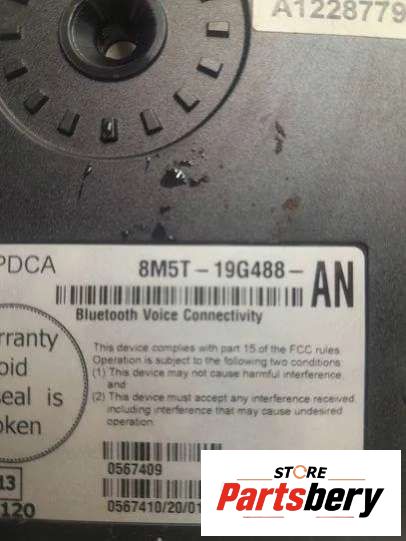 A1228779
PDCA
8M5T - 19G488 - AN
Bluetooth Voice Connectivity
arranty
oid
seal is
oken
This device complies with part 15 of the FCC rules
Operation is subject to the following two conditions
(1) This device may not cause harmful interference,
and
(2) This device must accept any interference received,
including interference that may cause undesired
operation
0567409
13
120
0567410/20/01
STORE
Partsbery